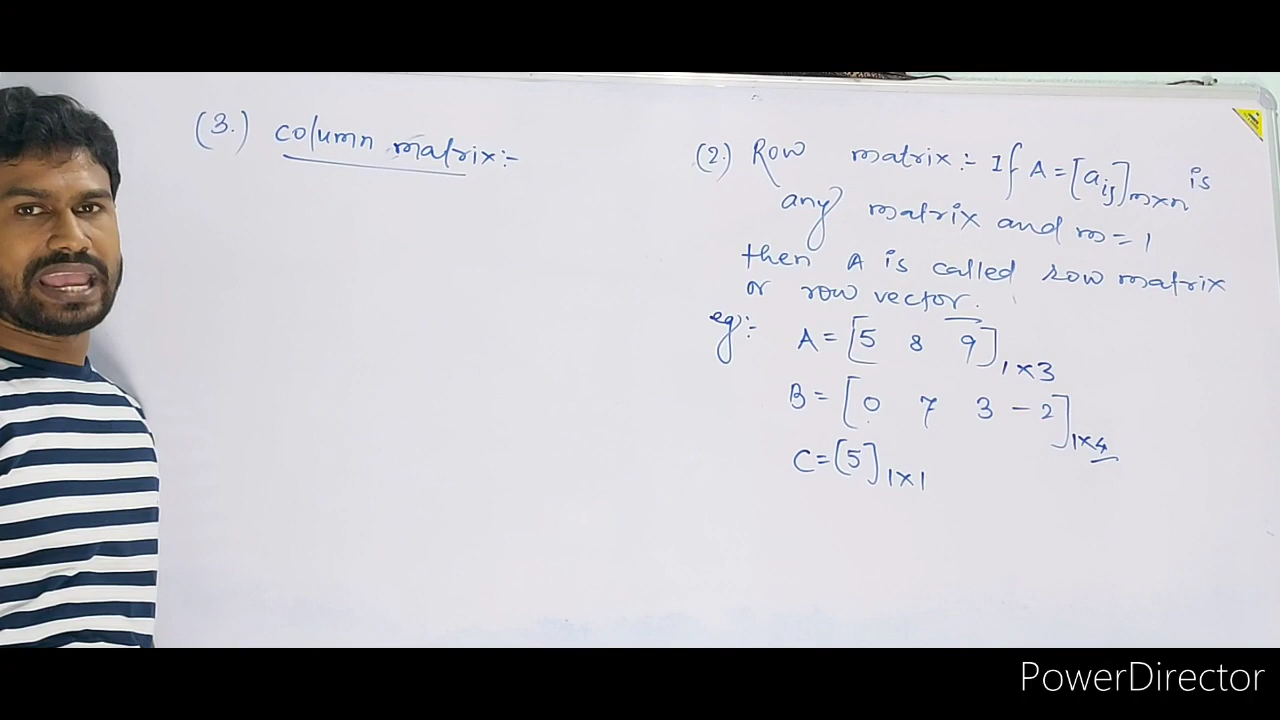 (3.) column matrix:-
(2.) Row matrix:- If A = [aij]m×n is
any matrix and m = 1
then A is called row matrix
or row vector.
eg:- A = [5 8 9]1×3
B = [0 7 3 -2]1×4
C = [5]1×1
PowerDirector